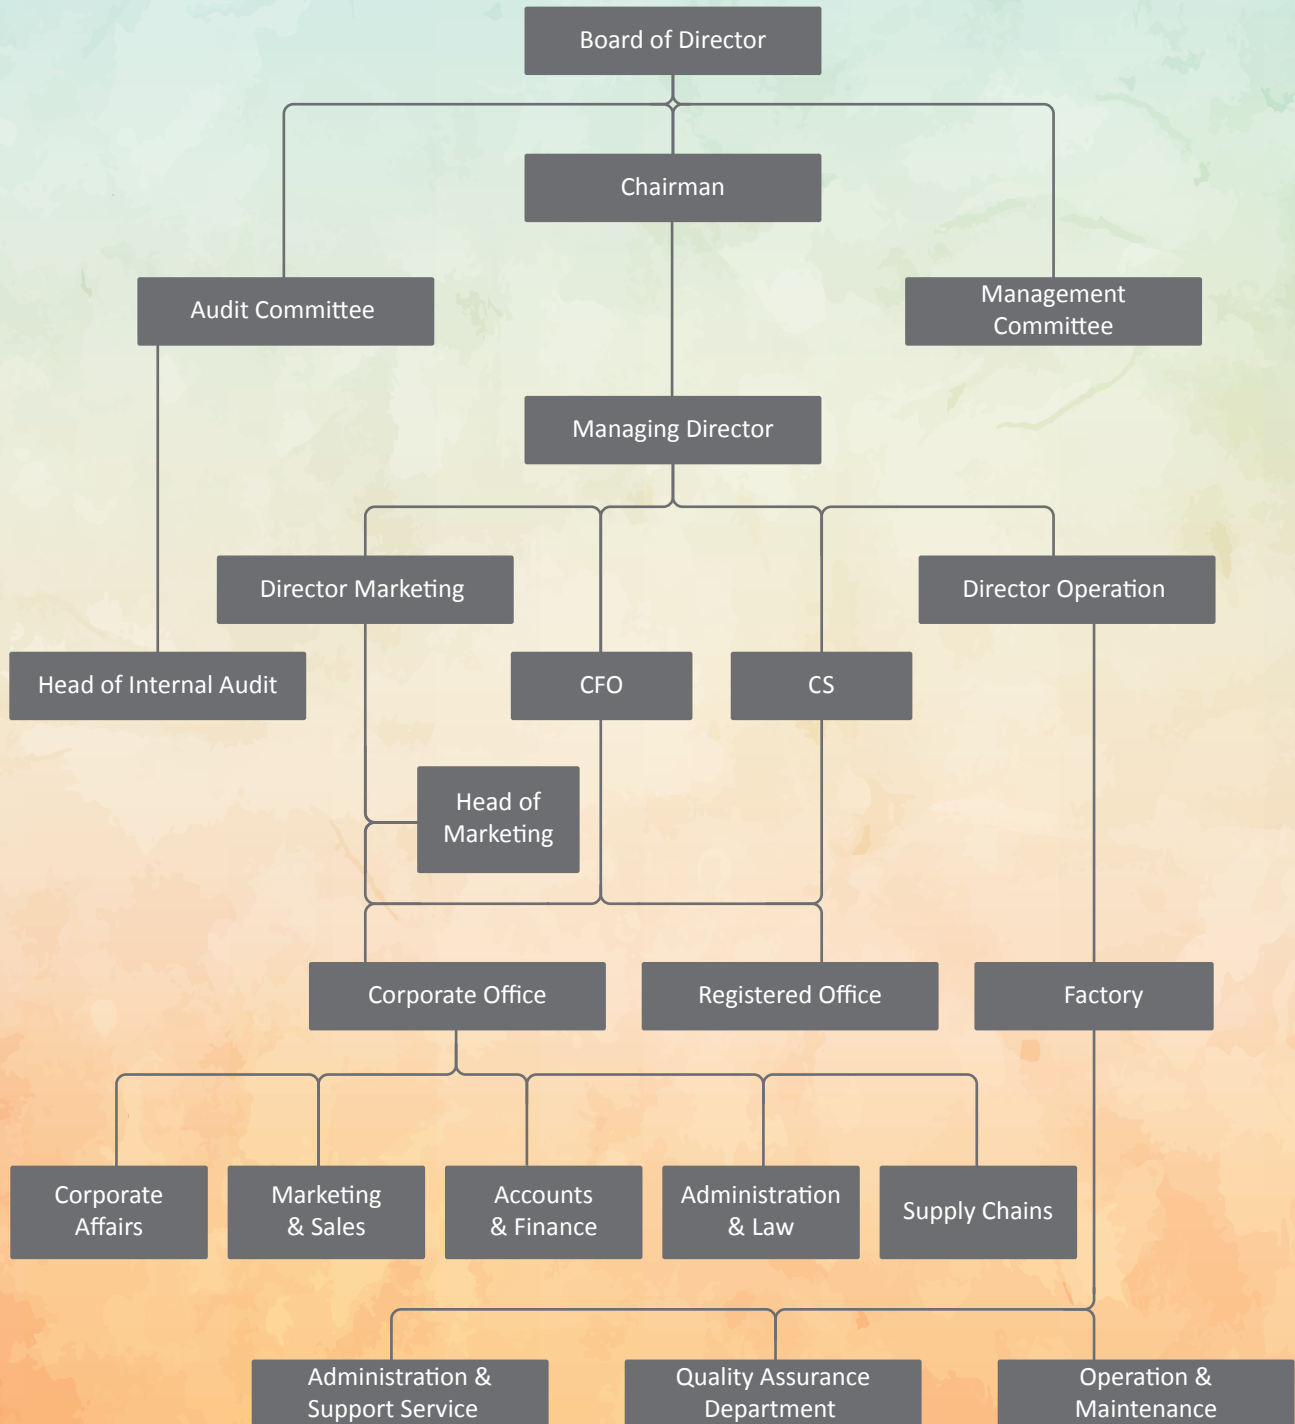 Board of Director
Chairman
Audit Committee
Management
Committee
Managing Director
Director Marketing
Director Operation
Head of Internal Audit
CFO
CS
Head of
Marketing
Corporate Office
Registered Office
Factory
Corporate
Affairs
Marketing
& Sales
Accounts
& Finance
Administration
& Law
Supply Chains
Administration &
Support Service
Quality Assurance
Department
Operation &
Maintenance